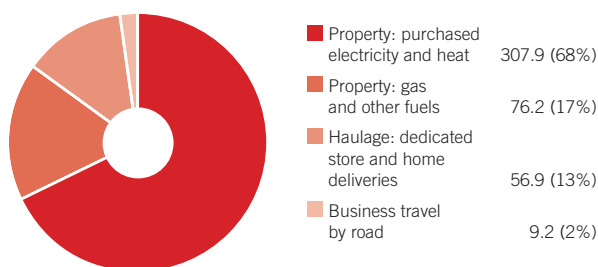 Property: purchased
electricity and heat 307.9 (68%)
Property: gas
and other fuels 76.2 (17%)
Haulage: dedicated
store and home
deliveries 56.9 (13%)
Business travel
by road 9.2 (2%)